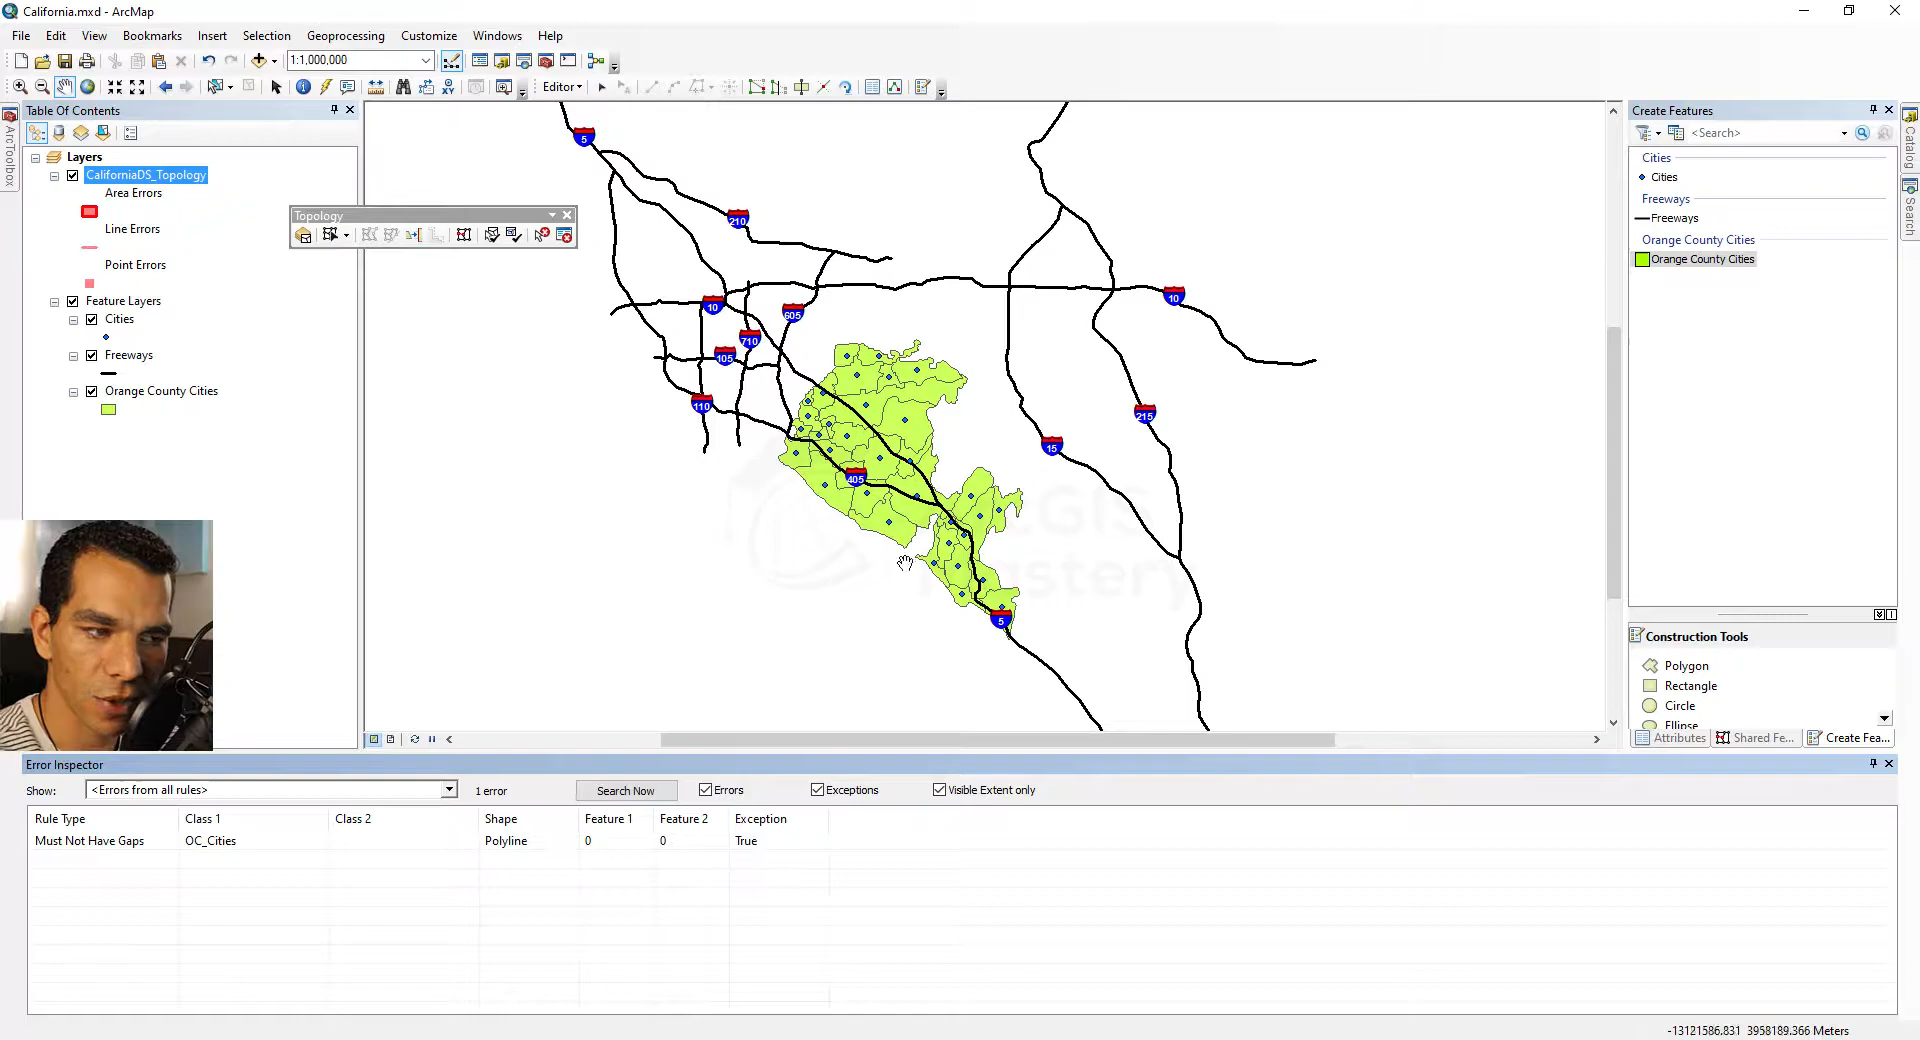 California.mxd - ArcMap
File Edit View Bookmarks Insert Selection Geoprocessing Customize Windows Help
1:1,000,000
Editor
Table Of Contents
Create Features
ArcToolbox
Catalog
Search
<Search>
Layers
CaliforniaDS_Topology
Area Errors
Line Errors
Point Errors
Feature Layers
Cities
Freeways
Orange County Cities
Topology
5
210
10
605
710
105
110
405
5
10
215
15
GIS
astery
Cities
Cities
Freeways
Freeways
Orange County Cities
Orange County Cities
Construction Tools
Polygon
Rectangle
Circle
Ellipse
Attributes Shared Fe... Create Fea...
Error Inspector
Show: <Errors from all rules> 1 error Search Now Errors Exceptions Visible Extent only
Rule Type Class 1 Class 2 Shape Feature 1 Feature 2 Exception
Must Not Have Gaps OC_Cities Polyline 0 0 True
-13121586.831 3958189.366 Meters